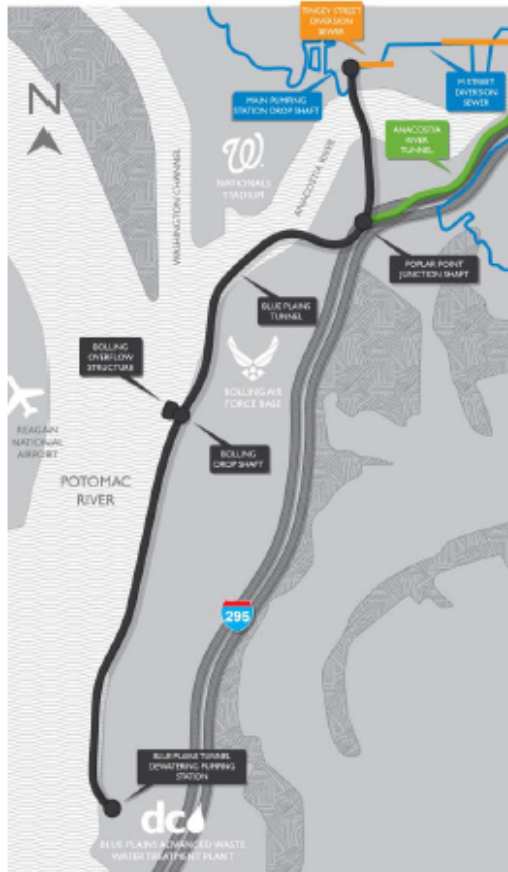 TINGEY STREET
DIVERSION
SEWER
N
MAIN PUMPING
STATION DROP SHAFT
M STREET
DIVERSION
SEWER
ANACOSTIA
RIVER
TUNNEL
W
NATIONALS
STADIUM
ANACOSTIA RIVER
WASHINGTON CHANNEL
POPLAR POINT
JUNCTION SHAFT
BLUE PLAINS
TUNNEL
BOLLING
OVERFLOW
STRUCTURE
BOLLING AIR
FORCE BASE
REAGAN
NATIONAL
AIRPORT
BOLLING
DROP SHAFT
POTOMAC
RIVER
295
BLUE PLAINS TUNNEL
DEWATERING PUMPING
STATION
dc
BLUE PLAINS ADVANCED WASTE
WATER TREATMENT PLANT